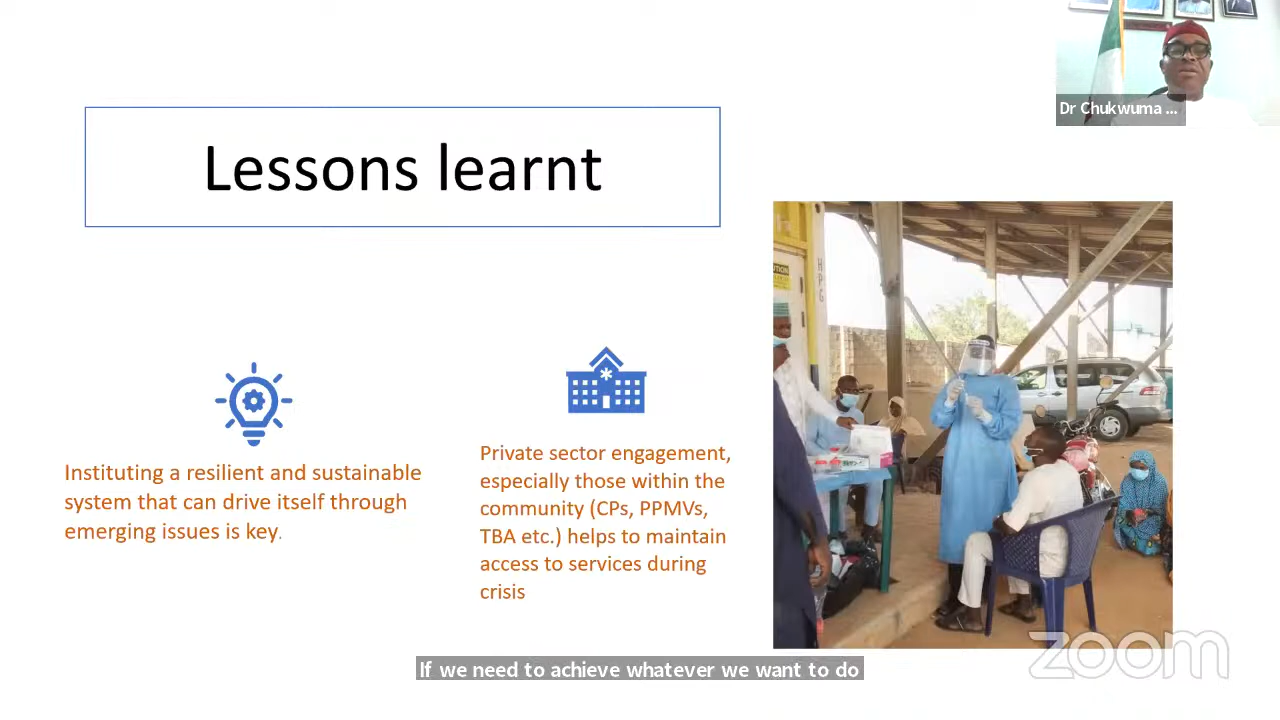 Dr Chukwuma ...
Lessons learnt
Instituting a resilient and sustainable
system that can drive itself through
emerging issues is key.
Private sector engagement,
especially those within the
community (CPs, PPMVs,
TBA etc.) helps to maintain
access to services during
crisis
HPG
If we need to achieve whatever we want to do
zoom